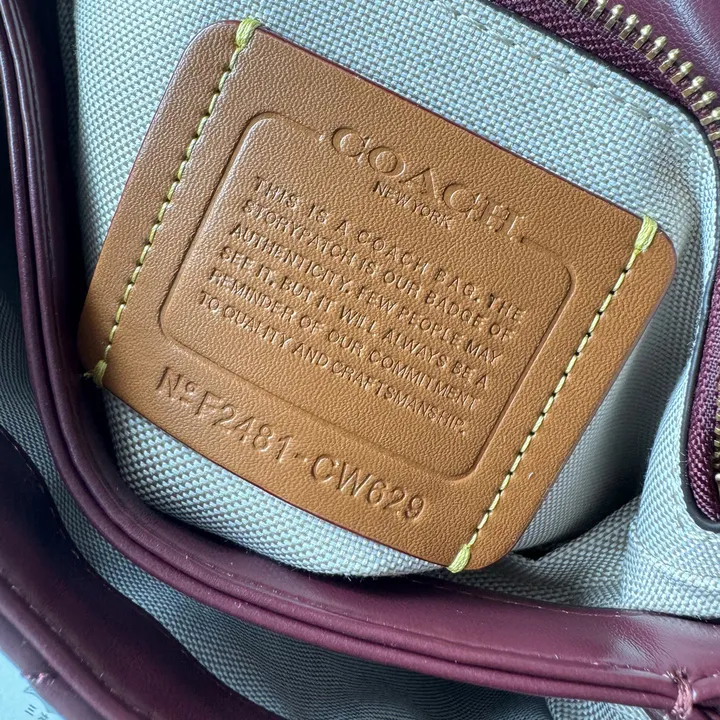 COACH
NEW YORK
THIS IS A COACH BAG. THE
STORYPATCH IS OUR BADGE OF
AUTHENTICITY. FEW PEOPLE MAY
SEE IT, BUT IT WILL ALWAYS BE A
REMINDER OF OUR COMMITMENT
TO QUALITY AND CRAFTSMANSHIP.
Nº F2481-CW629